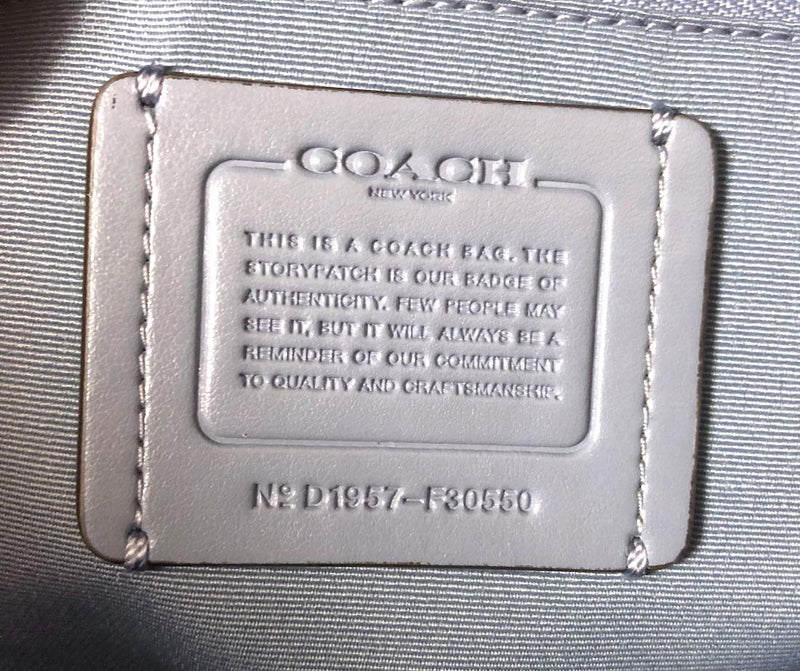 COACH
NEW YORK
THIS IS A COACH BAG. THE
STORYPATCH IS OUR BADGE OF
AUTHENTICITY. FEW PEOPLE MAY
SEE IT, BUT IT WILL ALWAYS BE A
REMINDER OF OUR COMMITMENT
TO QUALITY AND CRAFTSMANSHIP.
Nº D1957-F30550